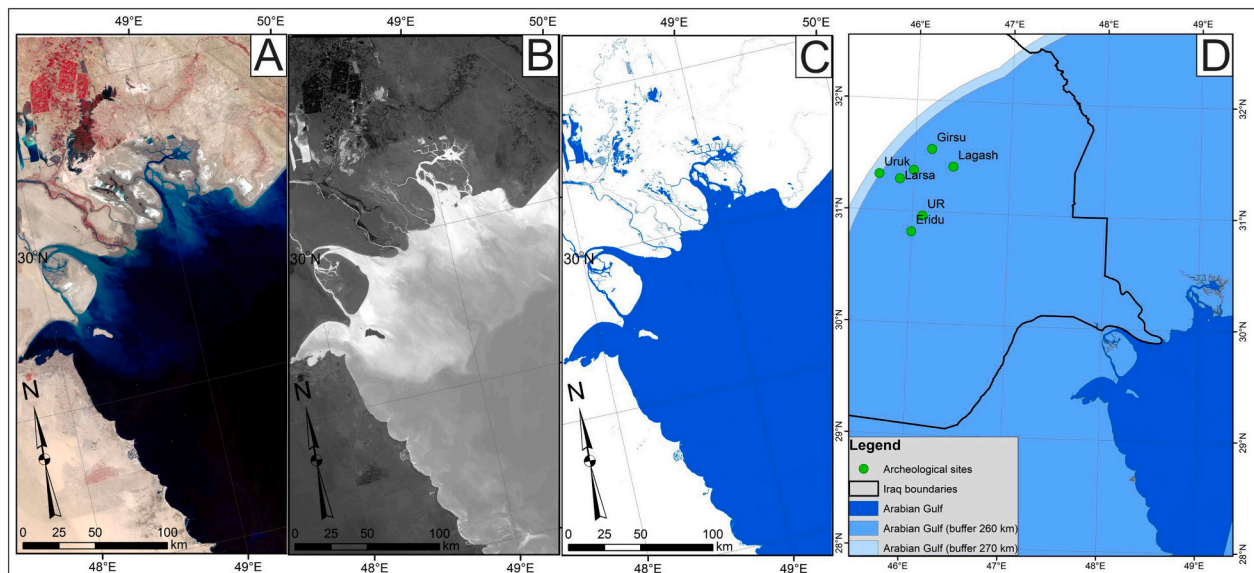 49°E 50°E 49°E 50°E 49°E 50°E 46°E 47°E 48°E 49°E
A B C D
30°N 30°N 30°N
N N N
0 25 50 100
km
0 25 50 100
km
0 25 50 100
km
48°E 49°E 48°E 49°E 48°E 49°E
32°N 32°N
31°N 31°N
30°N 30°N
29°N 29°N
28°N 28°N
Girsu
Lagash
Uruk
Larsa
UR
Eridu
Legend
Archeological sites
Iraq boundaries
Arabian Gulf
Arabian Gulf (buffer 260 km)
Arabian Gulf (buffer 270 km)
46°E 47°E 48°E 49°E